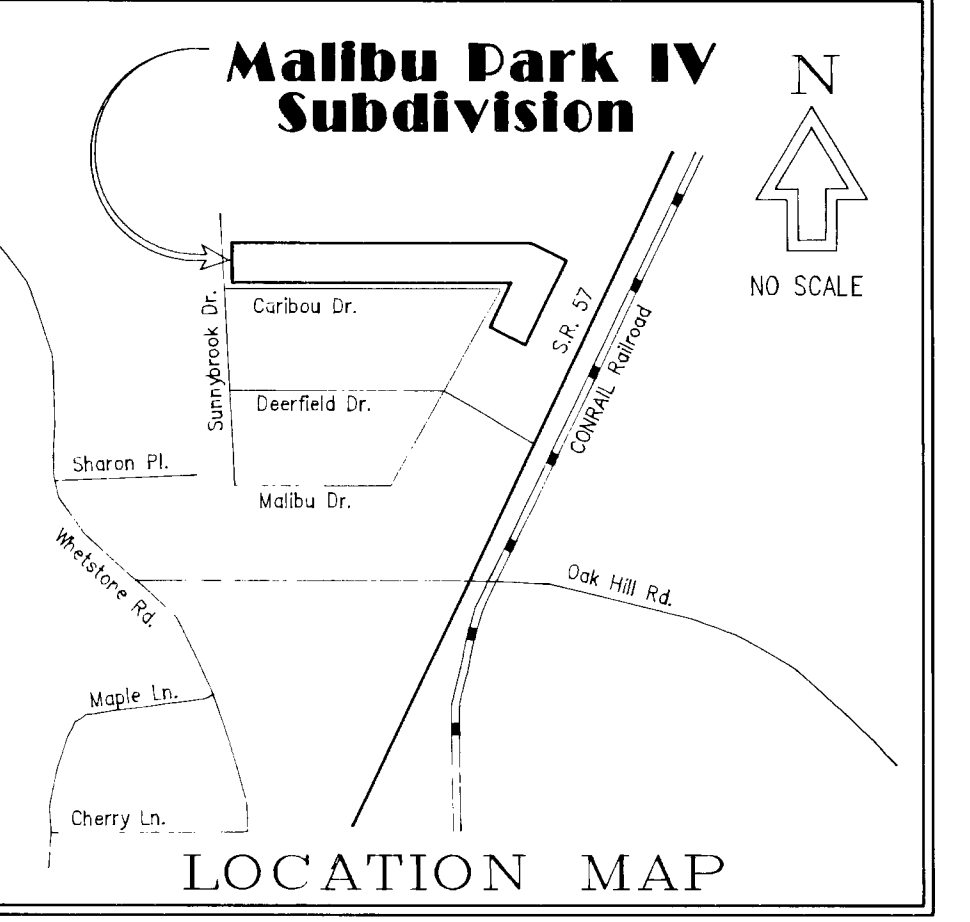 Malibu Park IV
Subdivision
N
NO SCALE
Sunnybrook Dr.
Caribou Dr.
S.R. 57
CONRAIL Railroad
Deerfield Dr.
Sharon Pl.
Malibu Dr.
Whetstone Rd.
Oak Hill Rd.
Maple Ln.
Cherry Ln.
LOCATION MAP